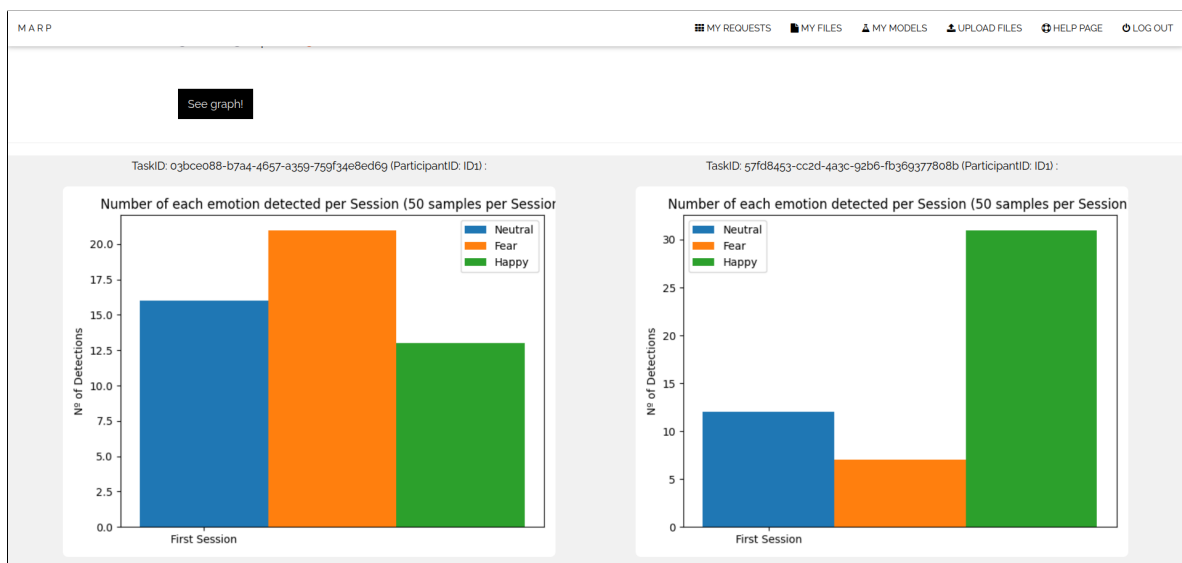 M A R P
MY REQUESTS MY FILES MY MODELS UPLOAD FILES HELP PAGE LOG OUT
See graph!
TaskID: 03bce088-b7a4-4657-a359-759f34e8ed69 (ParticipantID: ID1) :
Number of each emotion detected per Session (50 samples per Session
Neutral
Fear
Happy
Nº of Detections
20.0
17.5
15.0
12.5
10.0
7.5
5.0
2.5
0.0
First Session
TaskID: 57fd8453-cc2d-4a3c-92b6-fb369377808b (ParticipantID: ID1) :
Number of each emotion detected per Session (50 samples per Session
Neutral
Fear
Happy
Nº of Detections
30
25
20
15
10
5
0
First Session